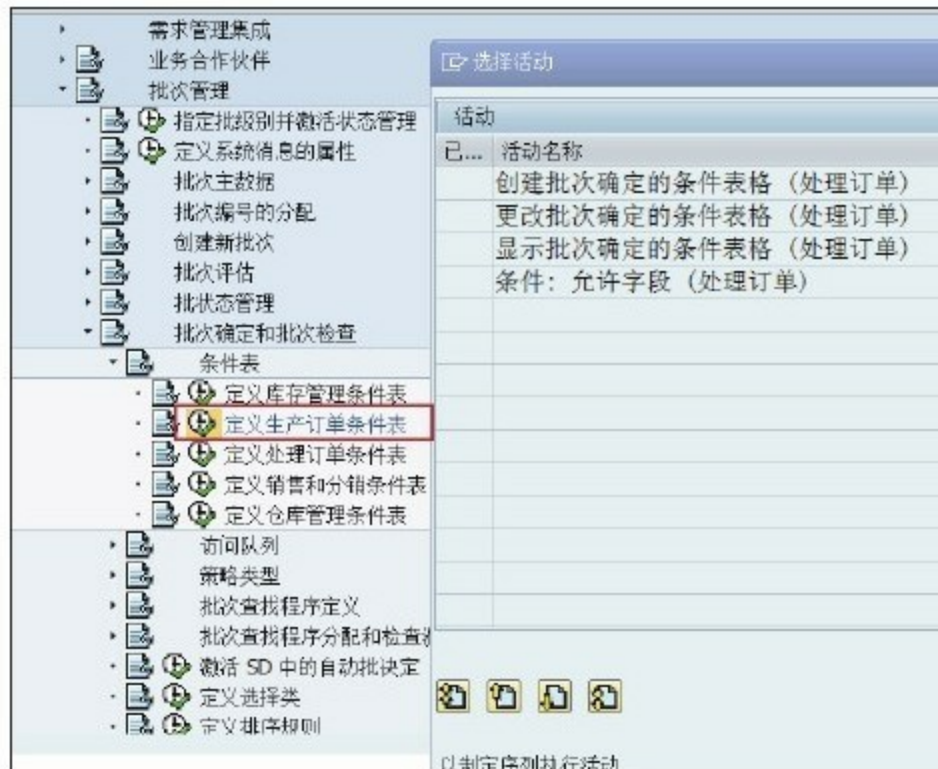 需求管理集成
业务合作伙伴
批次管理
指定批级别并激活状态管理
定义系统消息的属性
批次主数据
批次编号的分配
创建新批次
批次评估
批状态管理
批次确定和批次检查
条件表
定义库存管理条件表
定义生产订单条件表
定义处理订单条件表
定义销售和分销条件表
定义仓库管理条件表
访问队列
策略类型
批次查找程序定义
批次查找程序分配和检查
激活 SD 中的自动批决定
定义选择类
定义排序规则
选择活动
活动
已... 活动名称
创建批次确定的条件表格 (处理订单)
更改批次确定的条件表格 (处理订单)
显示批次确定的条件表格 (处理订单)
条件: 允许字段 (处理订单)
以制定序列执行活动